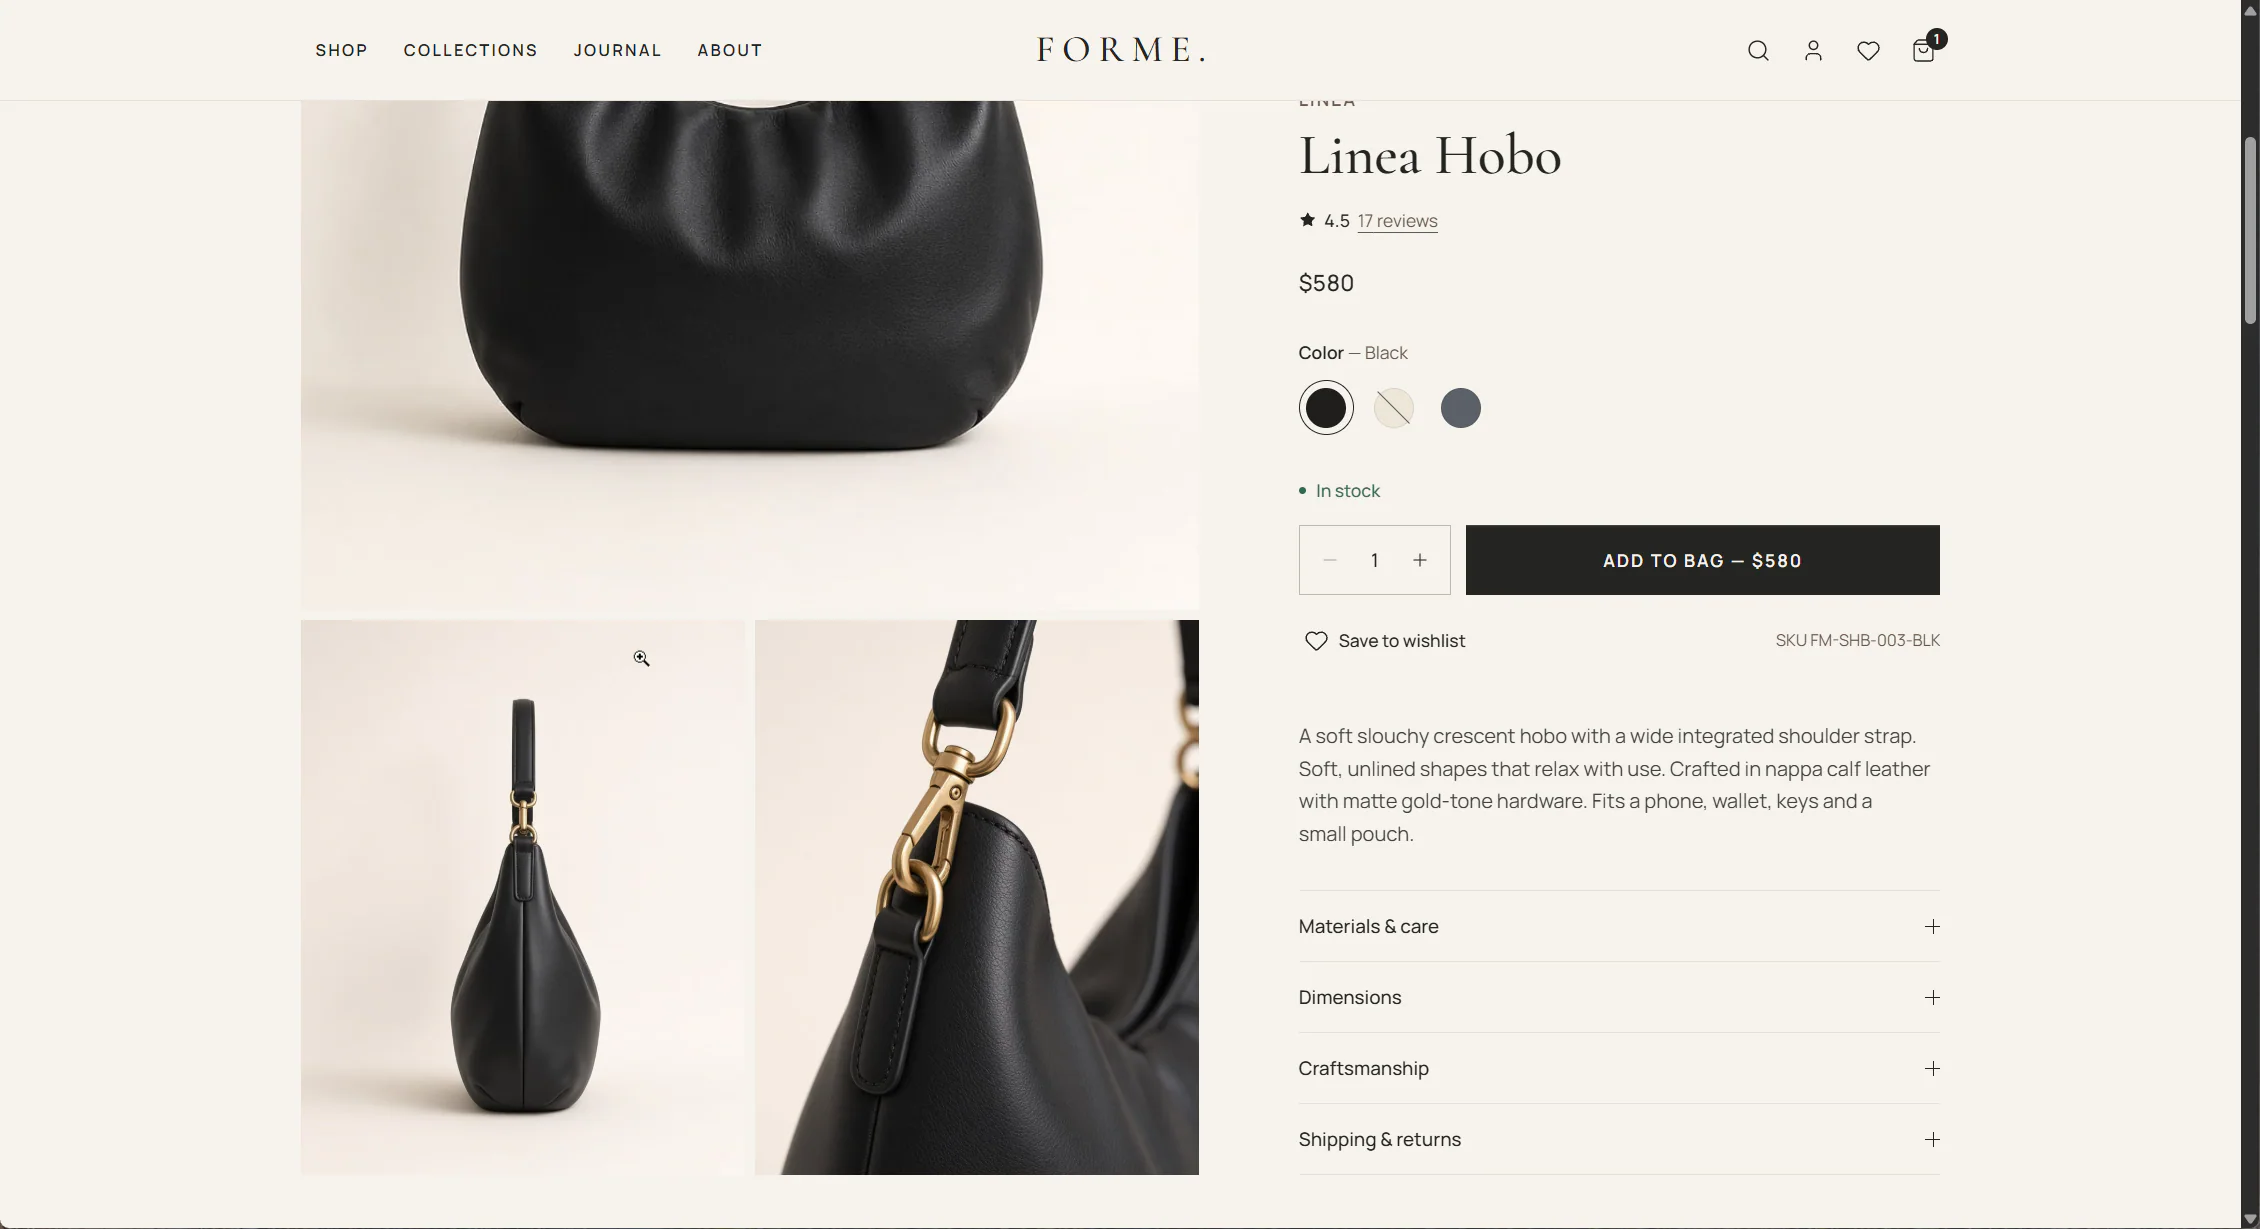 SHOP COLLECTIONS JOURNAL ABOUT
FORME.
1
LINEA
Linea Hobo
4.5 17 reviews
$580
Color — Black
In stock
1
ADD TO BAG — $580
Save to wishlist
SKU FM-SHB-003-BLK
A soft slouchy crescent hobo with a wide integrated shoulder strap.
Soft, unlined shapes that relax with use. Crafted in nappa calf leather
with matte gold-tone hardware. Fits a phone, wallet, keys and a
small pouch.
Materials & care
Dimensions
Craftsmanship
Shipping & returns